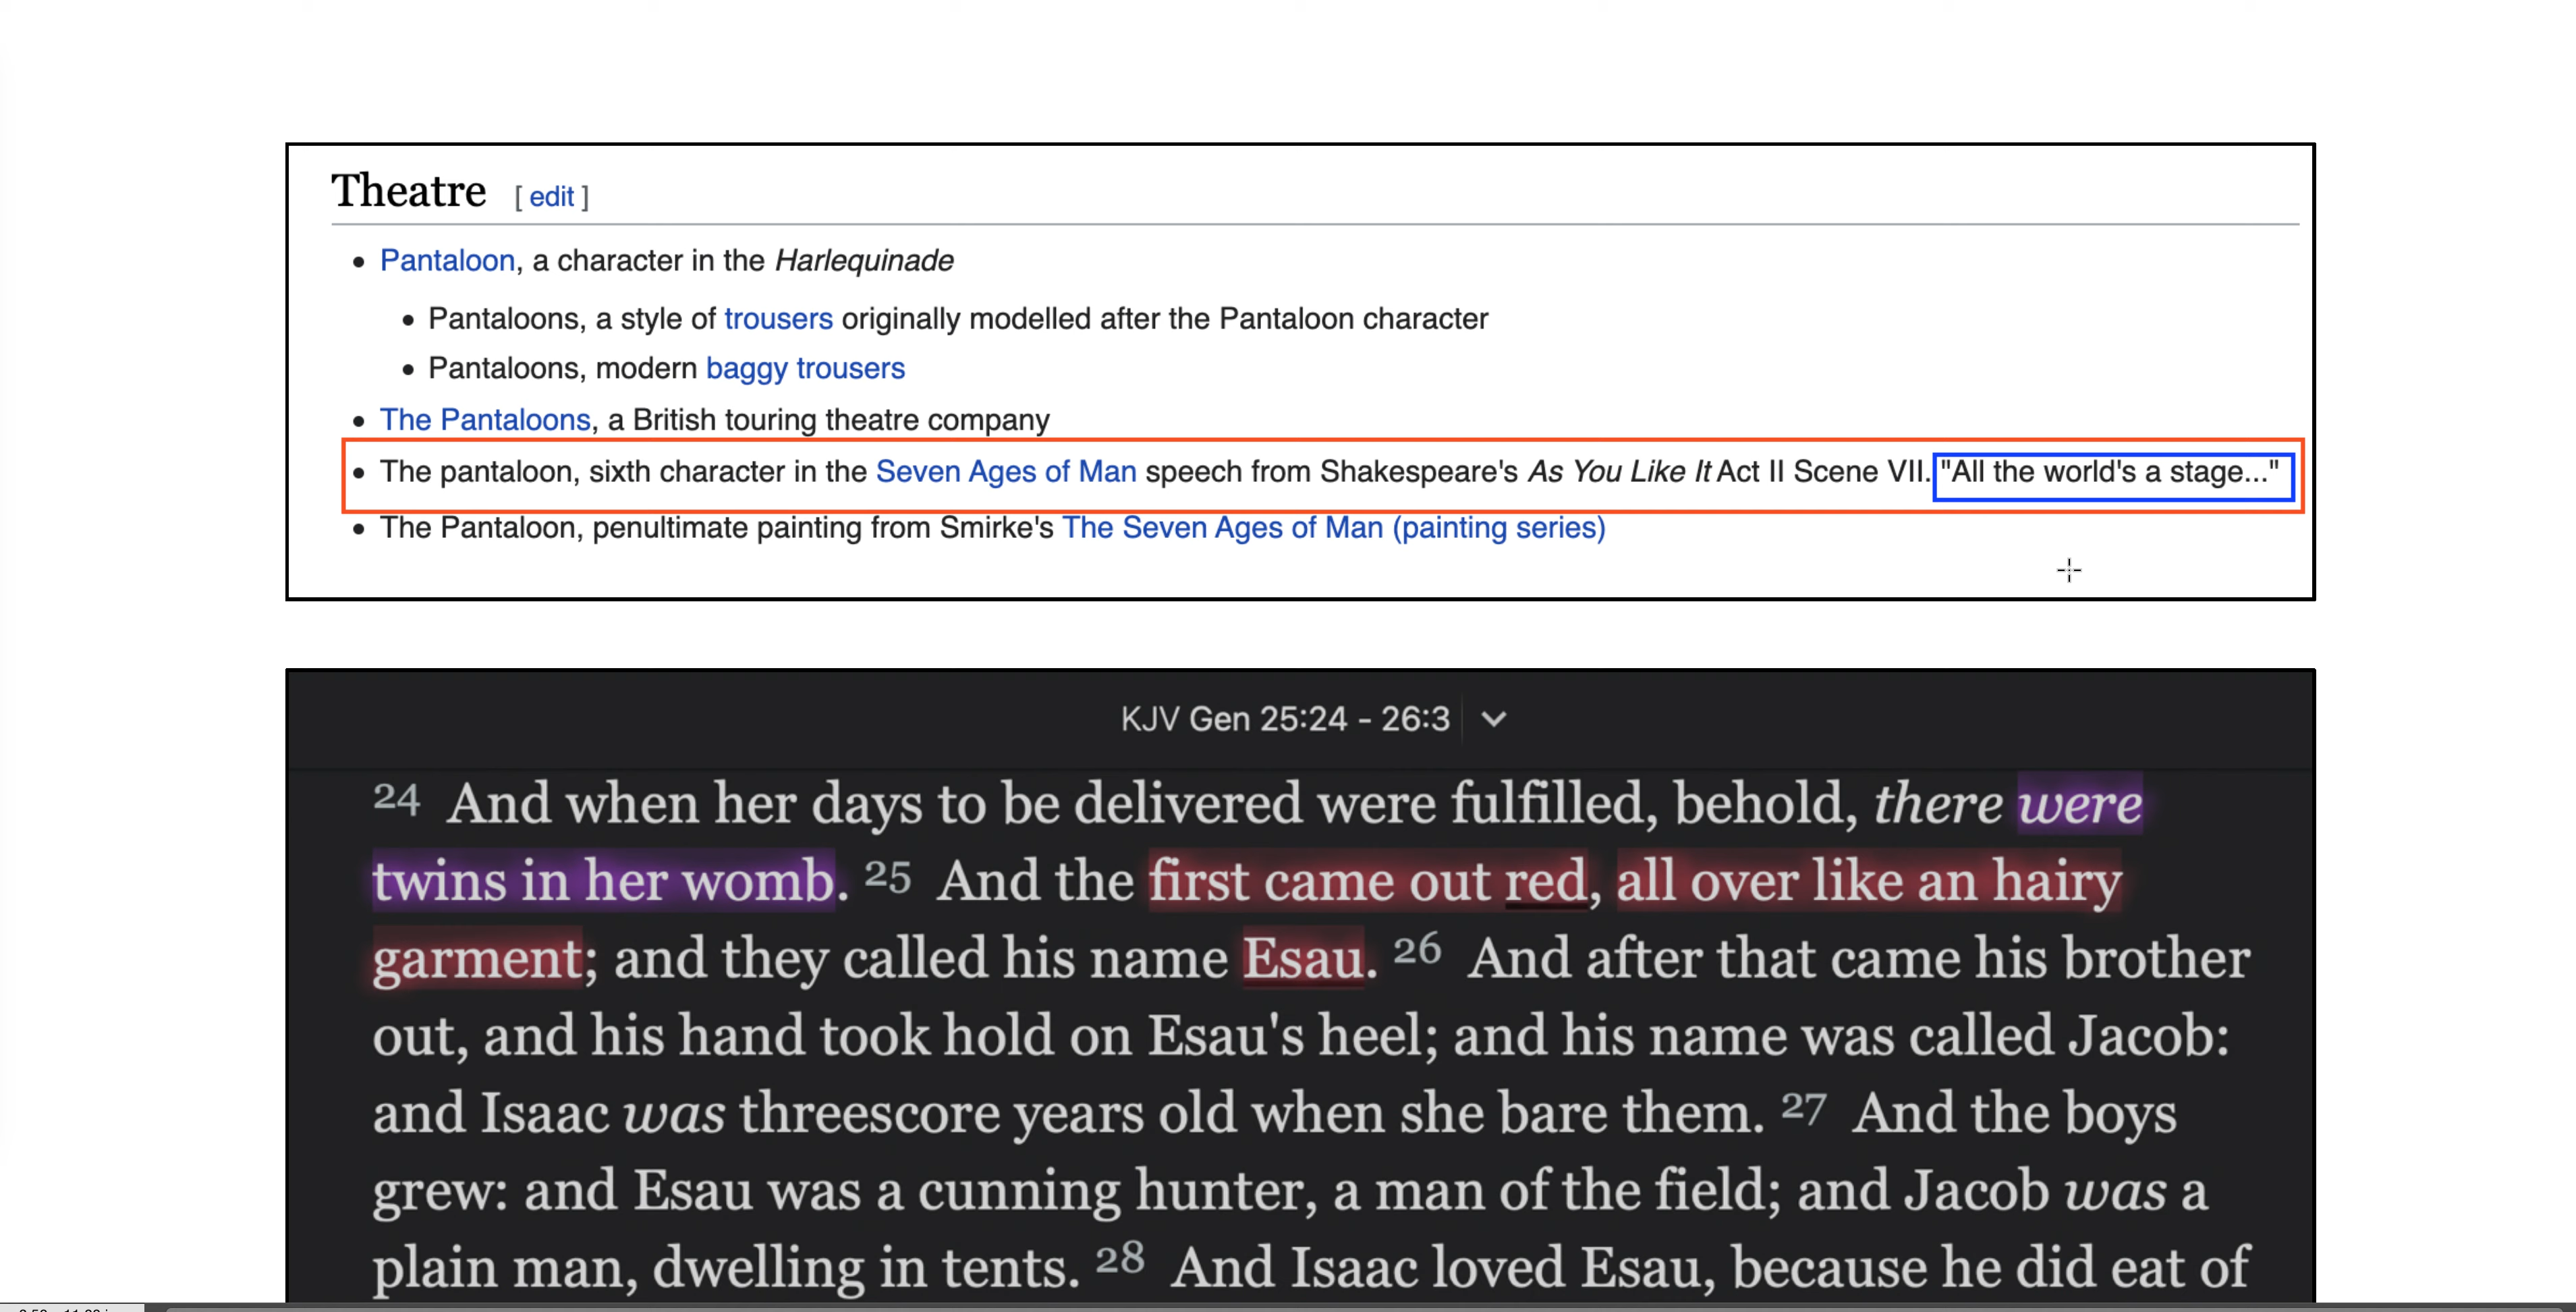 Theatre [ edit ]
• Pantaloon, a character in the Harlequinade
• Pantaloons, a style of trousers originally modelled after the Pantaloon character
• Pantaloons, modern baggy trousers
• The Pantaloons, a British touring theatre company
• The pantaloon, sixth character in the Seven Ages of Man speech from Shakespeare's As You Like It Act II Scene VII. "All the world's a stage..."
• The Pantaloon, penultimate painting from Smirke's The Seven Ages of Man (painting series)
KJV Gen 25:24 - 26:3
24 And when her days to be delivered were fulfilled, behold, there were
twins in her womb. 25 And the first came out red, all over like an hairy
garment; and they called his name Esau. 26 And after that came his brother
out, and his hand took hold on Esau's heel; and his name was called Jacob:
and Isaac was threescore years old when she bare them. 27 And the boys
grew: and Esau was a cunning hunter, a man of the field; and Jacob was a
plain man, dwelling in tents. 28 And Isaac loved Esau, because he did eat of